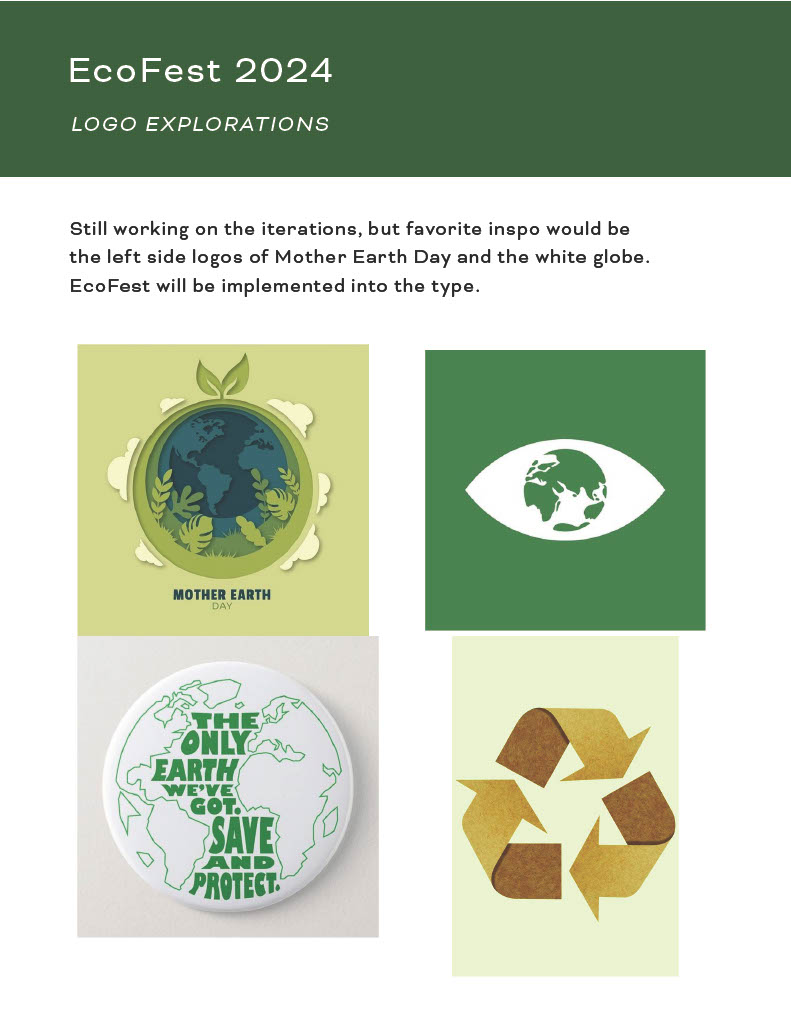 EcoFest 2024
LOGO EXPLORATIONS
Still working on the iterations, but favorite inspo would be
the left side logos of Mother Earth Day and the white globe.
EcoFest will be implemented into the type.
MOTHER EARTH
DAY
THE
ONLY
EARTH
WE'VE
GOT.
SAVE
AND
PROTECT.